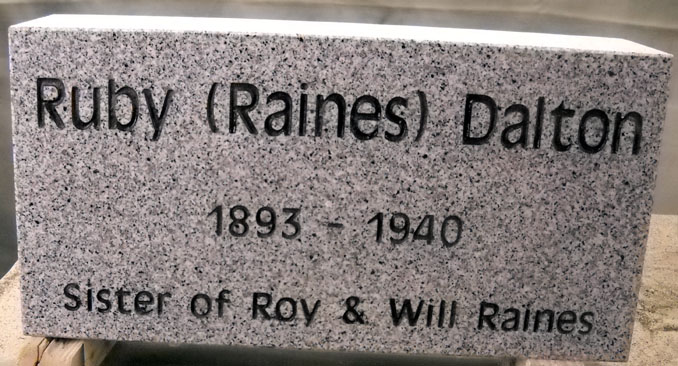 Ruby (Raines) Dalton
1893 - 1940
Sister of Roy & Will Raines